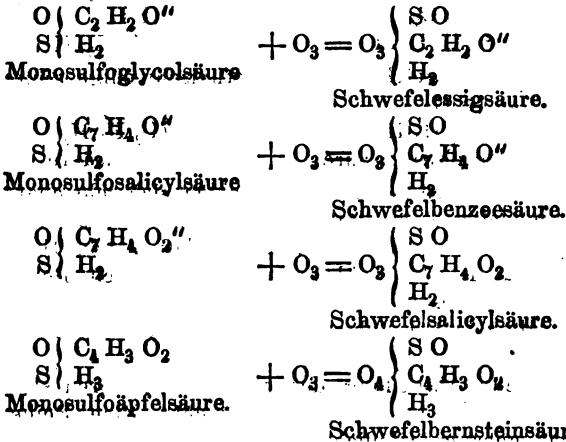 O { C₂ H₂ O″ { S O
S { H₂ + O₃ = O₃ { C₂ H₂ O″
Monosulfoglycolsäure { H₂
Schwefelessigsäure.
O { C₇ H₄ O″ { S O
S { H₂ + O₃ = O₃ { C₇ H₄ O″
Monosulfosalicylsäure { H₂
Schwefelbenzoesäure.
O { C₇ H₄ O₂″ { S O
S { H₂ + O₃ = O₃ { C₇ H₄ O₂
{ H₂
Schwefelsalicylsäure.
O { C₄ H₃ O₂ { S O
S { H₃ + O₃ = O₄ { C₄ H₃ O₂
Monosulfoäpfelsäure. { H₃
Schwefelbernsteinsäur